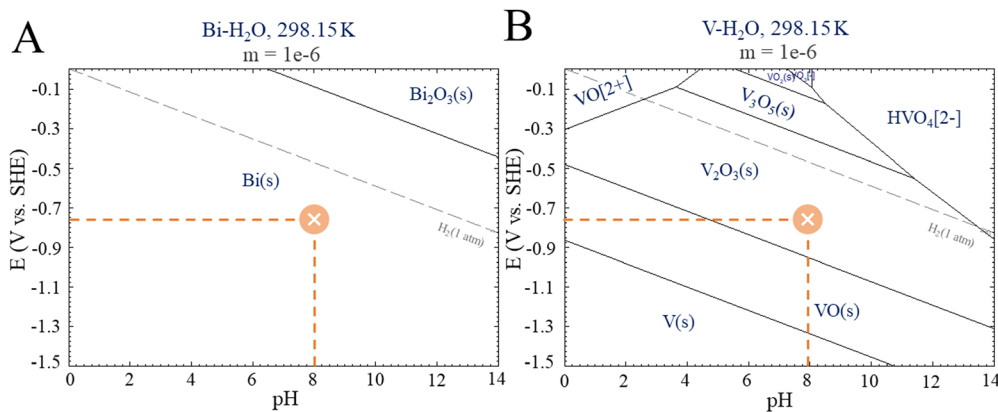 A
Bi-H₂O, 298.15K
m = 1e-6
E (V vs. SHE)
-0.1
-0.3
-0.5
-0.7
-0.9
-1.1
-1.3
-1.5
Bi₂O₃(s)
Bi(s)
H₂(1 atm)
0 2 4 6 8 10 12 14
pH
B
V-H₂O, 298.15K
m = 1e-6
E (V vs. SHE)
-0.1
-0.3
-0.5
-0.7
-0.9
-1.1
-1.3
-1.5
VO[2+]
V₃O₅(s)
HVO₄[2-]
V₂O₃(s)
H₂(1 atm)
VO(s)
V(s)
0 2 4 6 8 10 12 14
pH